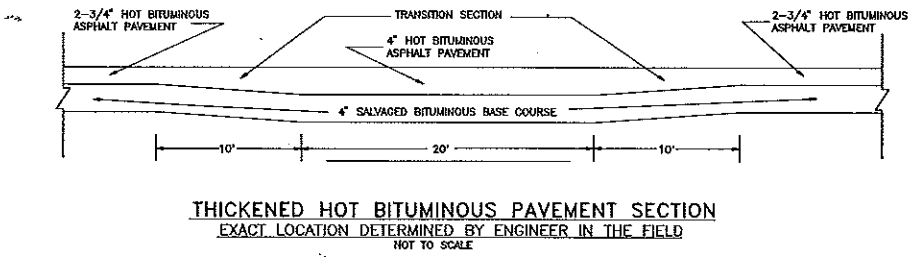 2-3/4" HOT BITUMINOUS
ASPHALT PAVEMENT
TRANSITION SECTION
4" HOT BITUMINOUS
ASPHALT PAVEMENT
2-3/4" HOT BITUMINOUS
ASPHALT PAVEMENT
4" SALVAGED BITUMINOUS BASE COURSE
10'
20'
10'
THICKENED HOT BITUMINOUS PAVEMENT SECTION
EXACT LOCATION DETERMINED BY ENGINEER IN THE FIELD
NOT TO SCALE